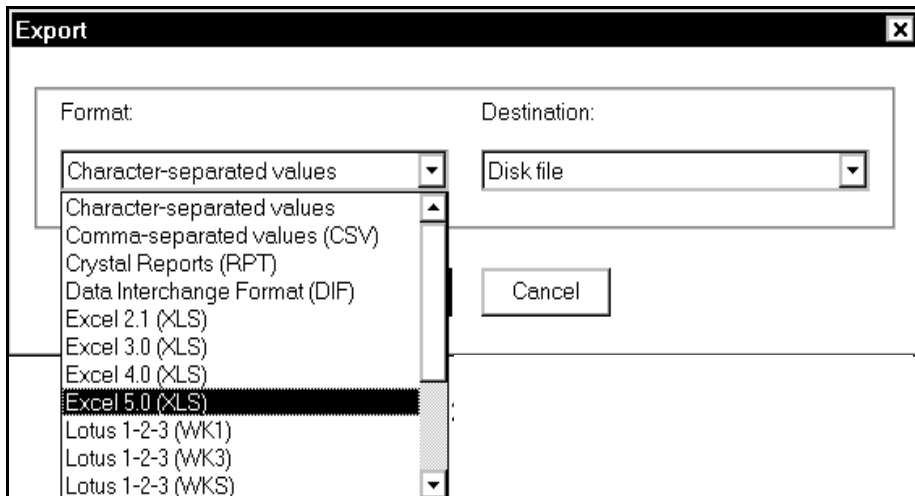 Export
Format:
Destination:
Character-separated values
Disk file
Character-separated values
Comma-separated values (CSV)
Crystal Reports (RPT)
Data Interchange Format (DIF)
Cancel
Excel 2.1 (XLS)
Excel 3.0 (XLS)
Excel 4.0 (XLS)
Excel 5.0 (XLS)
Lotus 1-2-3 (WK1)
Lotus 1-2-3 (WK3)
Lotus 1-2-3 (WKS)